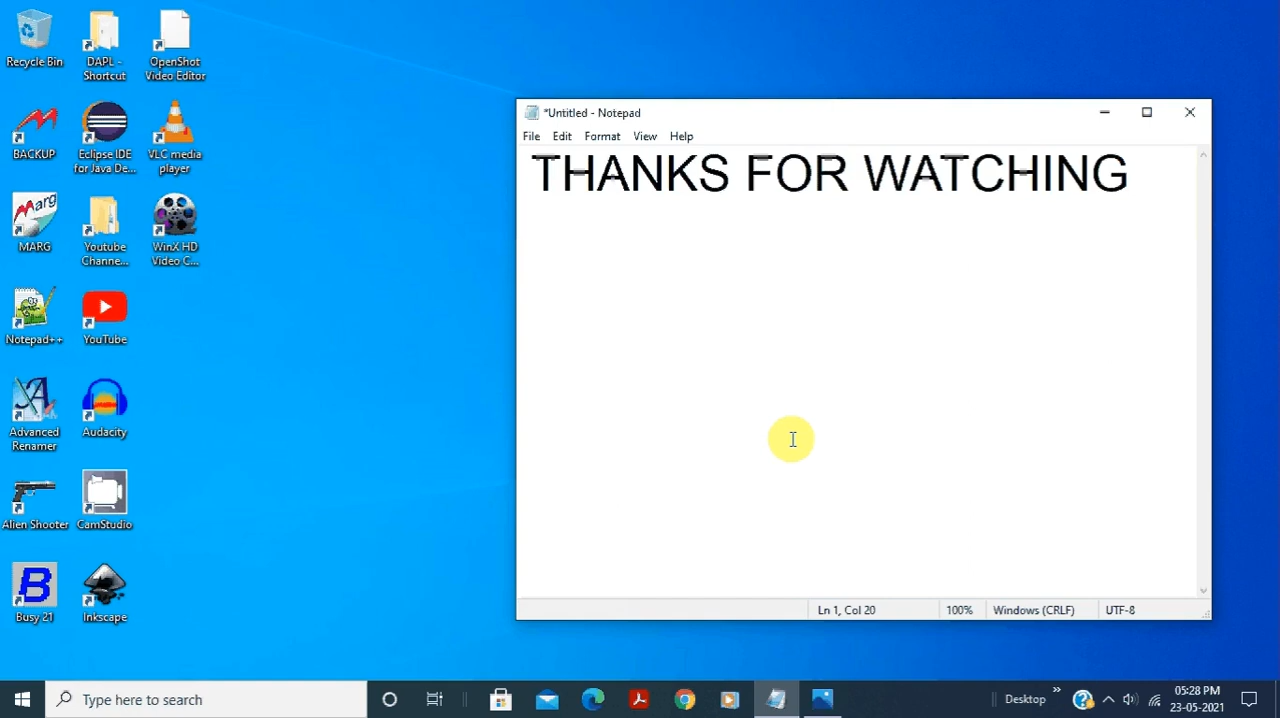 Recycle Bin
DAPL -
Shortcut
OpenShot
Video Editor
BACKUP
Eclipse IDE
for Java De...
VLC media
player
Marg
MARG
Youtube
Channe...
WinX HD
Video C...
Notepad++
YouTube
Advanced
Renamer
Audacity
Alien Shooter
CamStudio
B
Busy 21
Inkscape
*Untitled - Notepad
File Edit Format View Help
THANKS FOR WATCHING
Ln 1, Col 20 100% Windows (CRLF) UTF-8
Type here to search
Desktop
05:28 PM
23-05-2021